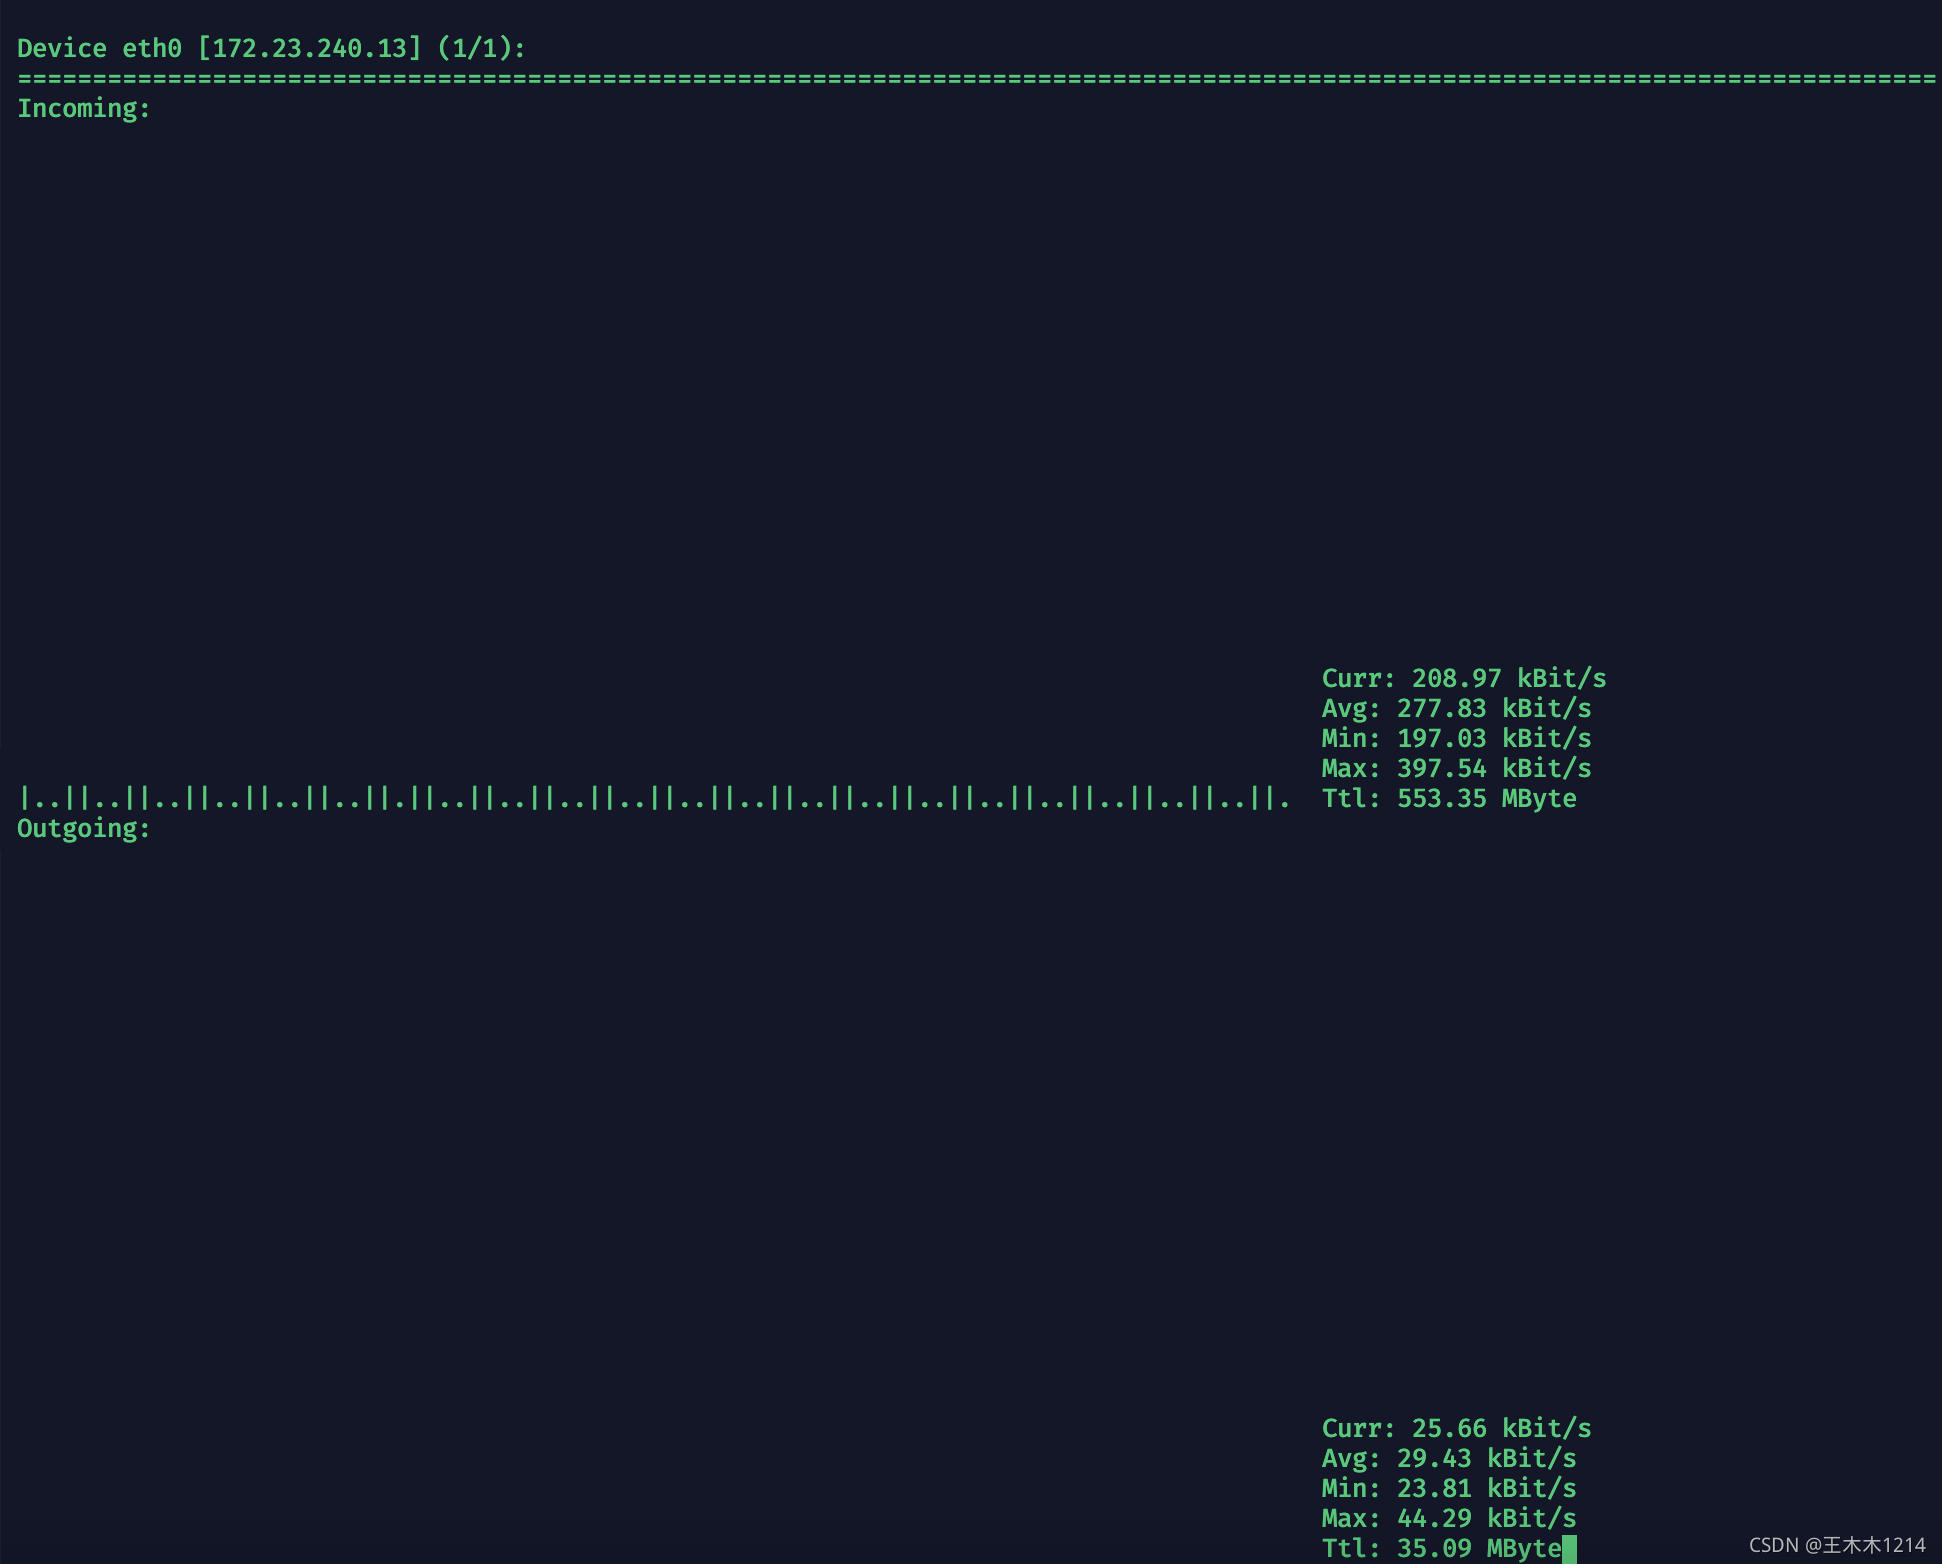 Device eth0 [172.23.240.13] (1/1):
================================================================================================================================
Incoming:
Curr: 208.97 kBit/s
Avg: 277.83 kBit/s
Min: 197.03 kBit/s
Max: 397.54 kBit/s
|..||..||..||..||..||..||.||..||..||..||..||..||..||..||..||..||..||..||..||..||..||. Ttl: 553.35 MByte
Outgoing:
Curr: 25.66 kBit/s
Avg: 29.43 kBit/s
Min: 23.81 kBit/s
Max: 44.29 kBit/s
Ttl: 35.09 MByte
CSDN @王木木1214